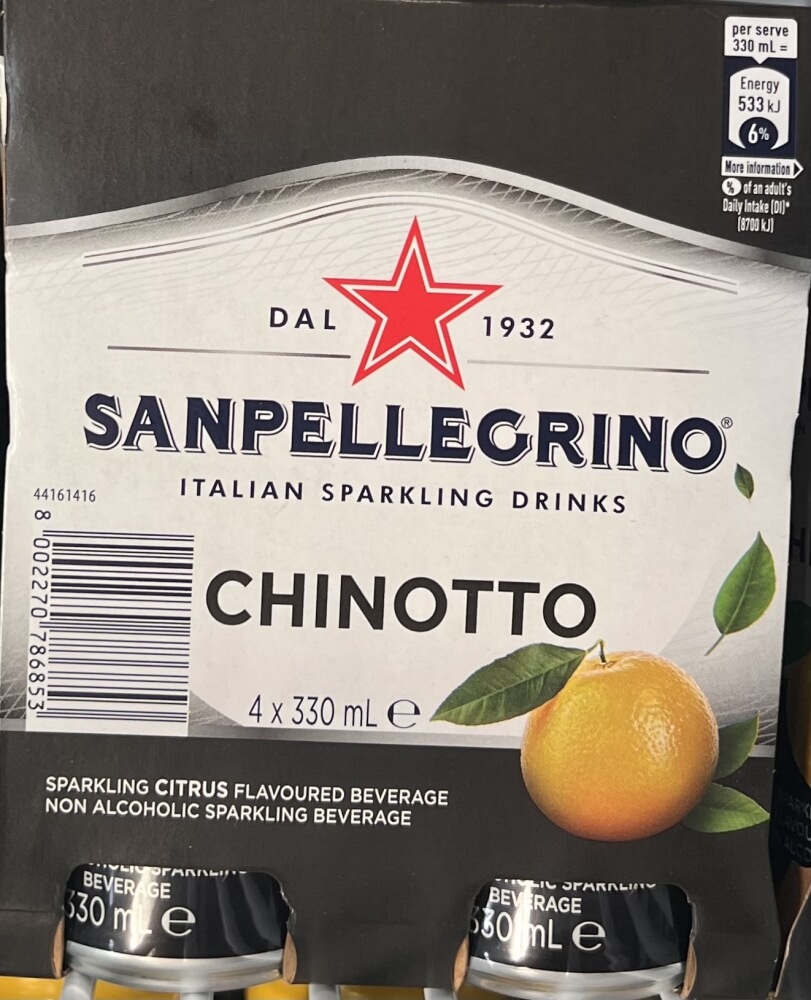 per serve
330 mL =
Energy
533 kJ
6%
More information
% of an adult's
Daily Intake (DI)*
(8700 kJ)
DAL 1932
SANPELLEGRINO®
ITALIAN SPARKLING DRINKS
44161416
8 002270 786853
CHINOTTO
4 x 330 mL ℮
SPARKLING CITRUS FLAVOURED BEVERAGE
NON ALCOHOLIC SPARKLING BEVERAGE
BEVERAGE
330 mL ℮
BEVERAGE
330 mL ℮